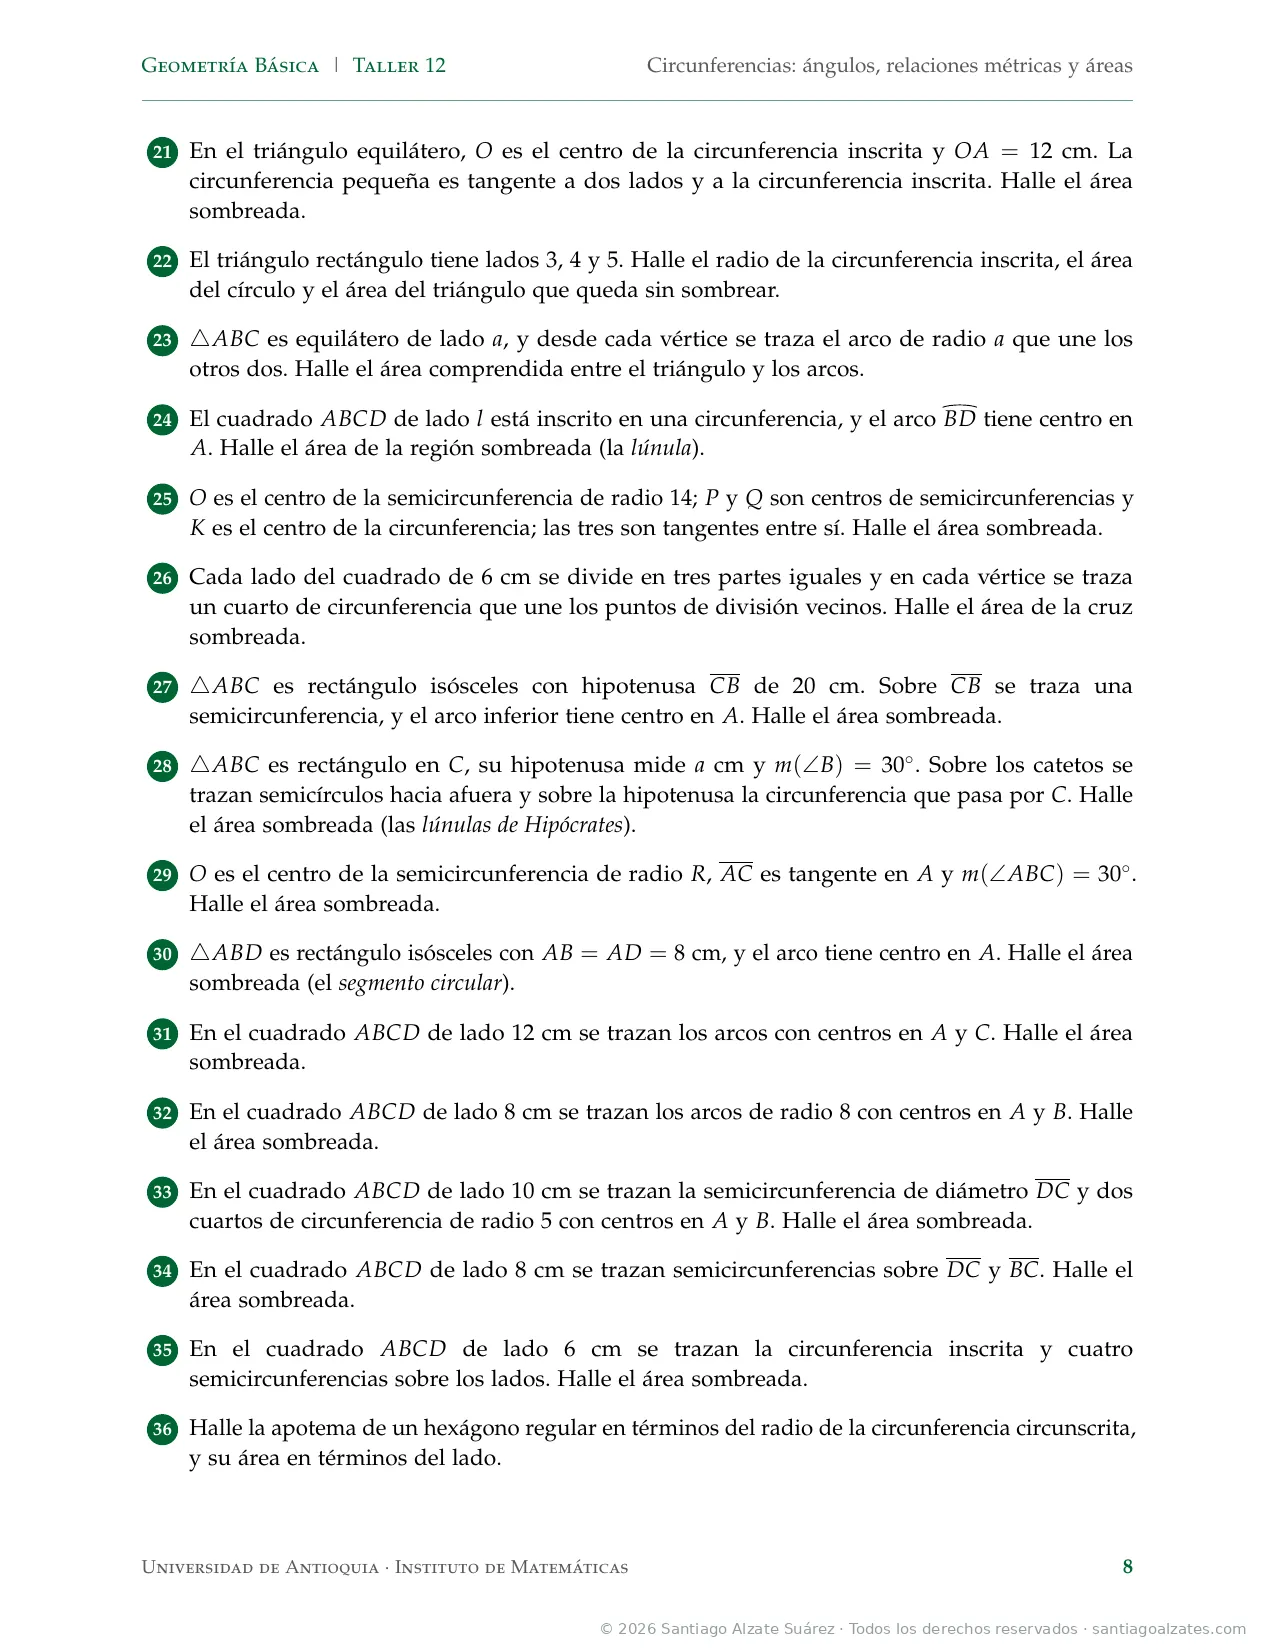 Geometría Básica | Taller 12
Circunferencias: ángulos, relaciones métricas y áreas
21 En el triángulo equilátero, O es el centro de la circunferencia inscrita y OA = 12 cm. La
circunferencia pequeña es tangente a dos lados y a la circunferencia inscrita. Halle el área
sombreada.
22 El triángulo rectángulo tiene lados 3, 4 y 5. Halle el radio de la circunferencia inscrita, el área
del círculo y el área del triángulo que queda sin sombrear.
23 △ABC es equilátero de lado a, y desde cada vértice se traza el arco de radio a que une los
otros dos. Halle el área comprendida entre el triángulo y los arcos.
24 El cuadrado ABCD de lado l está inscrito en una circunferencia, y el arco $\overset{\frown}{BD}$ tiene centro en
A. Halle el área de la región sombreada (la lúnula).
25 O es el centro de la semicircunferencia de radio 14; P y Q son centros de semicircunferencias y
K es el centro de la circunferencia; las tres son tangentes entre sí. Halle el área sombreada.
26 Cada lado del cuadrado de 6 cm se divide en tres partes iguales y en cada vértice se traza
un cuarto de circunferencia que une los puntos de división vecinos. Halle el área de la cruz
sombreada.
27 △ABC es rectángulo isósceles con hipotenusa $\overline{CB}$ de 20 cm. Sobre $\overline{CB}$ se traza una
semicircunferencia, y el arco inferior tiene centro en A. Halle el área sombreada.
28 △ABC es rectángulo en C, su hipotenusa mide a cm y m(∠B) = 30°. Sobre los catetos se
trazan semicírculos hacia afuera y sobre la hipotenusa la circunferencia que pasa por C. Halle
el área sombreada (las lúnulas de Hipócrates).
29 O es el centro de la semicircunferencia de radio R, $\overline{AC}$ es tangente en A y m(∠ABC) = 30°.
Halle el área sombreada.
30 △ABD es rectángulo isósceles con AB = AD = 8 cm, y el arco tiene centro en A. Halle el área
sombreada (el segmento circular).
31 En el cuadrado ABCD de lado 12 cm se trazan los arcos con centros en A y C. Halle el área
sombreada.
32 En el cuadrado ABCD de lado 8 cm se trazan los arcos de radio 8 con centros en A y B. Halle
el área sombreada.
33 En el cuadrado ABCD de lado 10 cm se trazan la semicircunferencia de diámetro $\overline{DC}$ y dos
cuartos de circunferencia de radio 5 con centros en A y B. Halle el área sombreada.
34 En el cuadrado ABCD de lado 8 cm se trazan semicircunferencias sobre $\overline{DC}$ y $\overline{BC}$. Halle el
área sombreada.
35 En el cuadrado ABCD de lado 6 cm se trazan la circunferencia inscrita y cuatro
semicircunferencias sobre los lados. Halle el área sombreada.
36 Halle la apotema de un hexágono regular en términos del radio de la circunferencia circunscrita,
y su área en términos del lado.
Universidad de Antioquia · Instituto de Matemáticas
8
© 2026 Santiago Alzate Suárez · Todos los derechos reservados · santiagoalzates.com